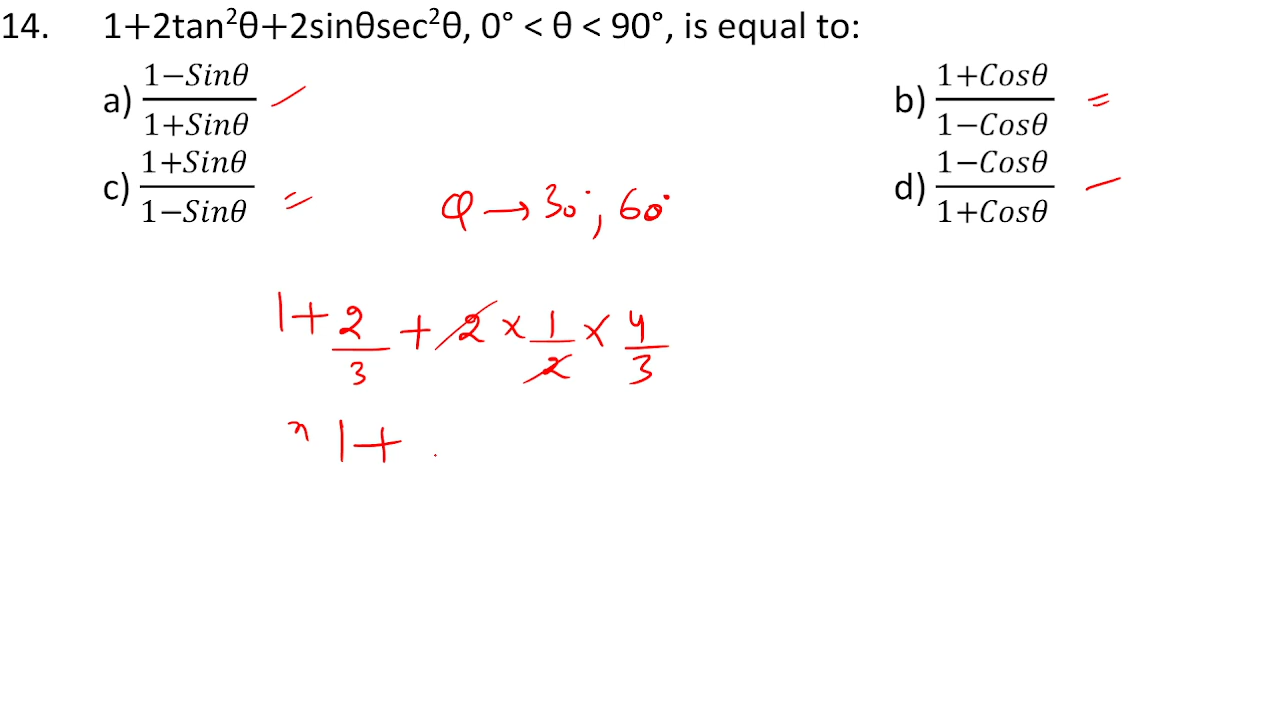 14. 1+2tan²θ+2sinθsec²θ, 0° < θ < 90°, is equal to:
a) 1−Sinθ/1+Sinθ b) 1+Cosθ/1−Cosθ =
c) 1+Sinθ/1−Sinθ = d) 1−Cosθ/1+Cosθ
φ → 30°, 60°
1 + 2/3 + 2 × 1/2 × 4/3
1 +